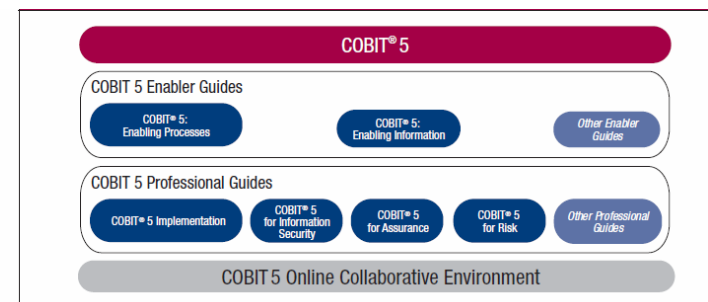 COBIT® 5
COBIT 5 Enabler Guides
COBIT® 5:
Enabling Processes
COBIT® 5:
Enabling Information
Other Enabler
Guides
COBIT 5 Professional Guides
COBIT® 5 Implementation
COBIT® 5
for Information
Security
COBIT® 5
for Assurance
COBIT® 5
for Risk
Other Professional
Guides
COBIT 5 Online Collaborative Environment